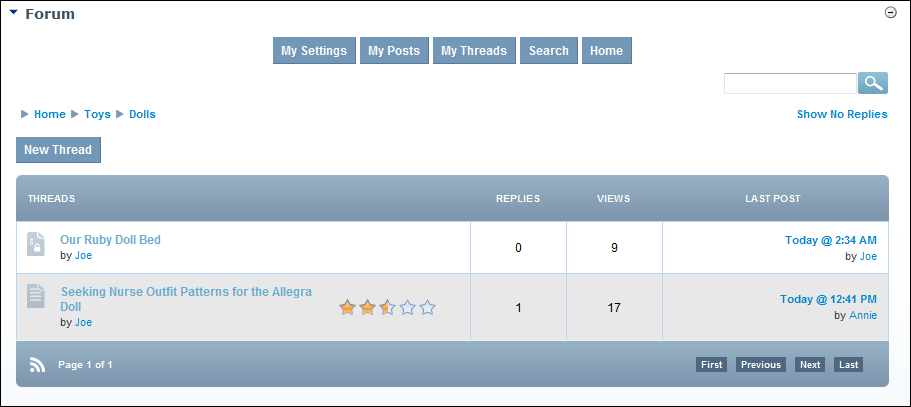 Forum
My Settings My Posts My Threads Search Home
Home Toys Dolls Show No Replies
New Thread
THREADS REPLIES VIEWS LAST POST
Our Ruby Doll Bed 0 9 Today @ 2:34 AM
by Joe by Joe
Seeking Nurse Outfit Patterns for the Allegra
Doll 1 17 Today @ 12:41 PM
by Joe by Annie
Page 1 of 1 First Previous Next Last